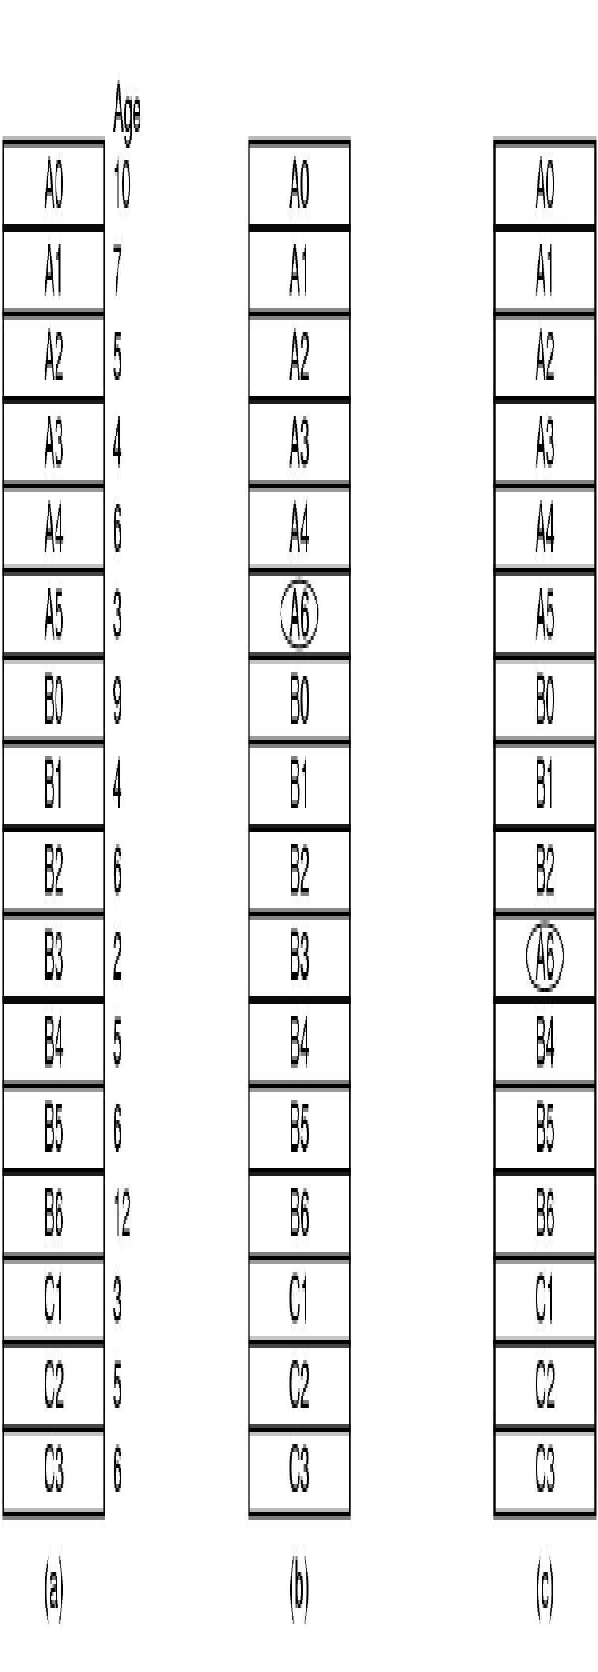 Age
A0 10 A0 A0
A1 7 A1 A1
A2 5 A2 A2
A3 4 A3 A3
A4 6 A4 A4
A5 3 A6 A5
B0 9 B0 B0
B1 4 B1 B1
B2 6 B2 B2
B3 2 B3 A6
B4 5 B4 B4
B5 6 B5 B5
B6 12 B6 B6
C1 3 C1 C1
C2 5 C2 C2
C3 6 C3 C3
(a) (b) (c)